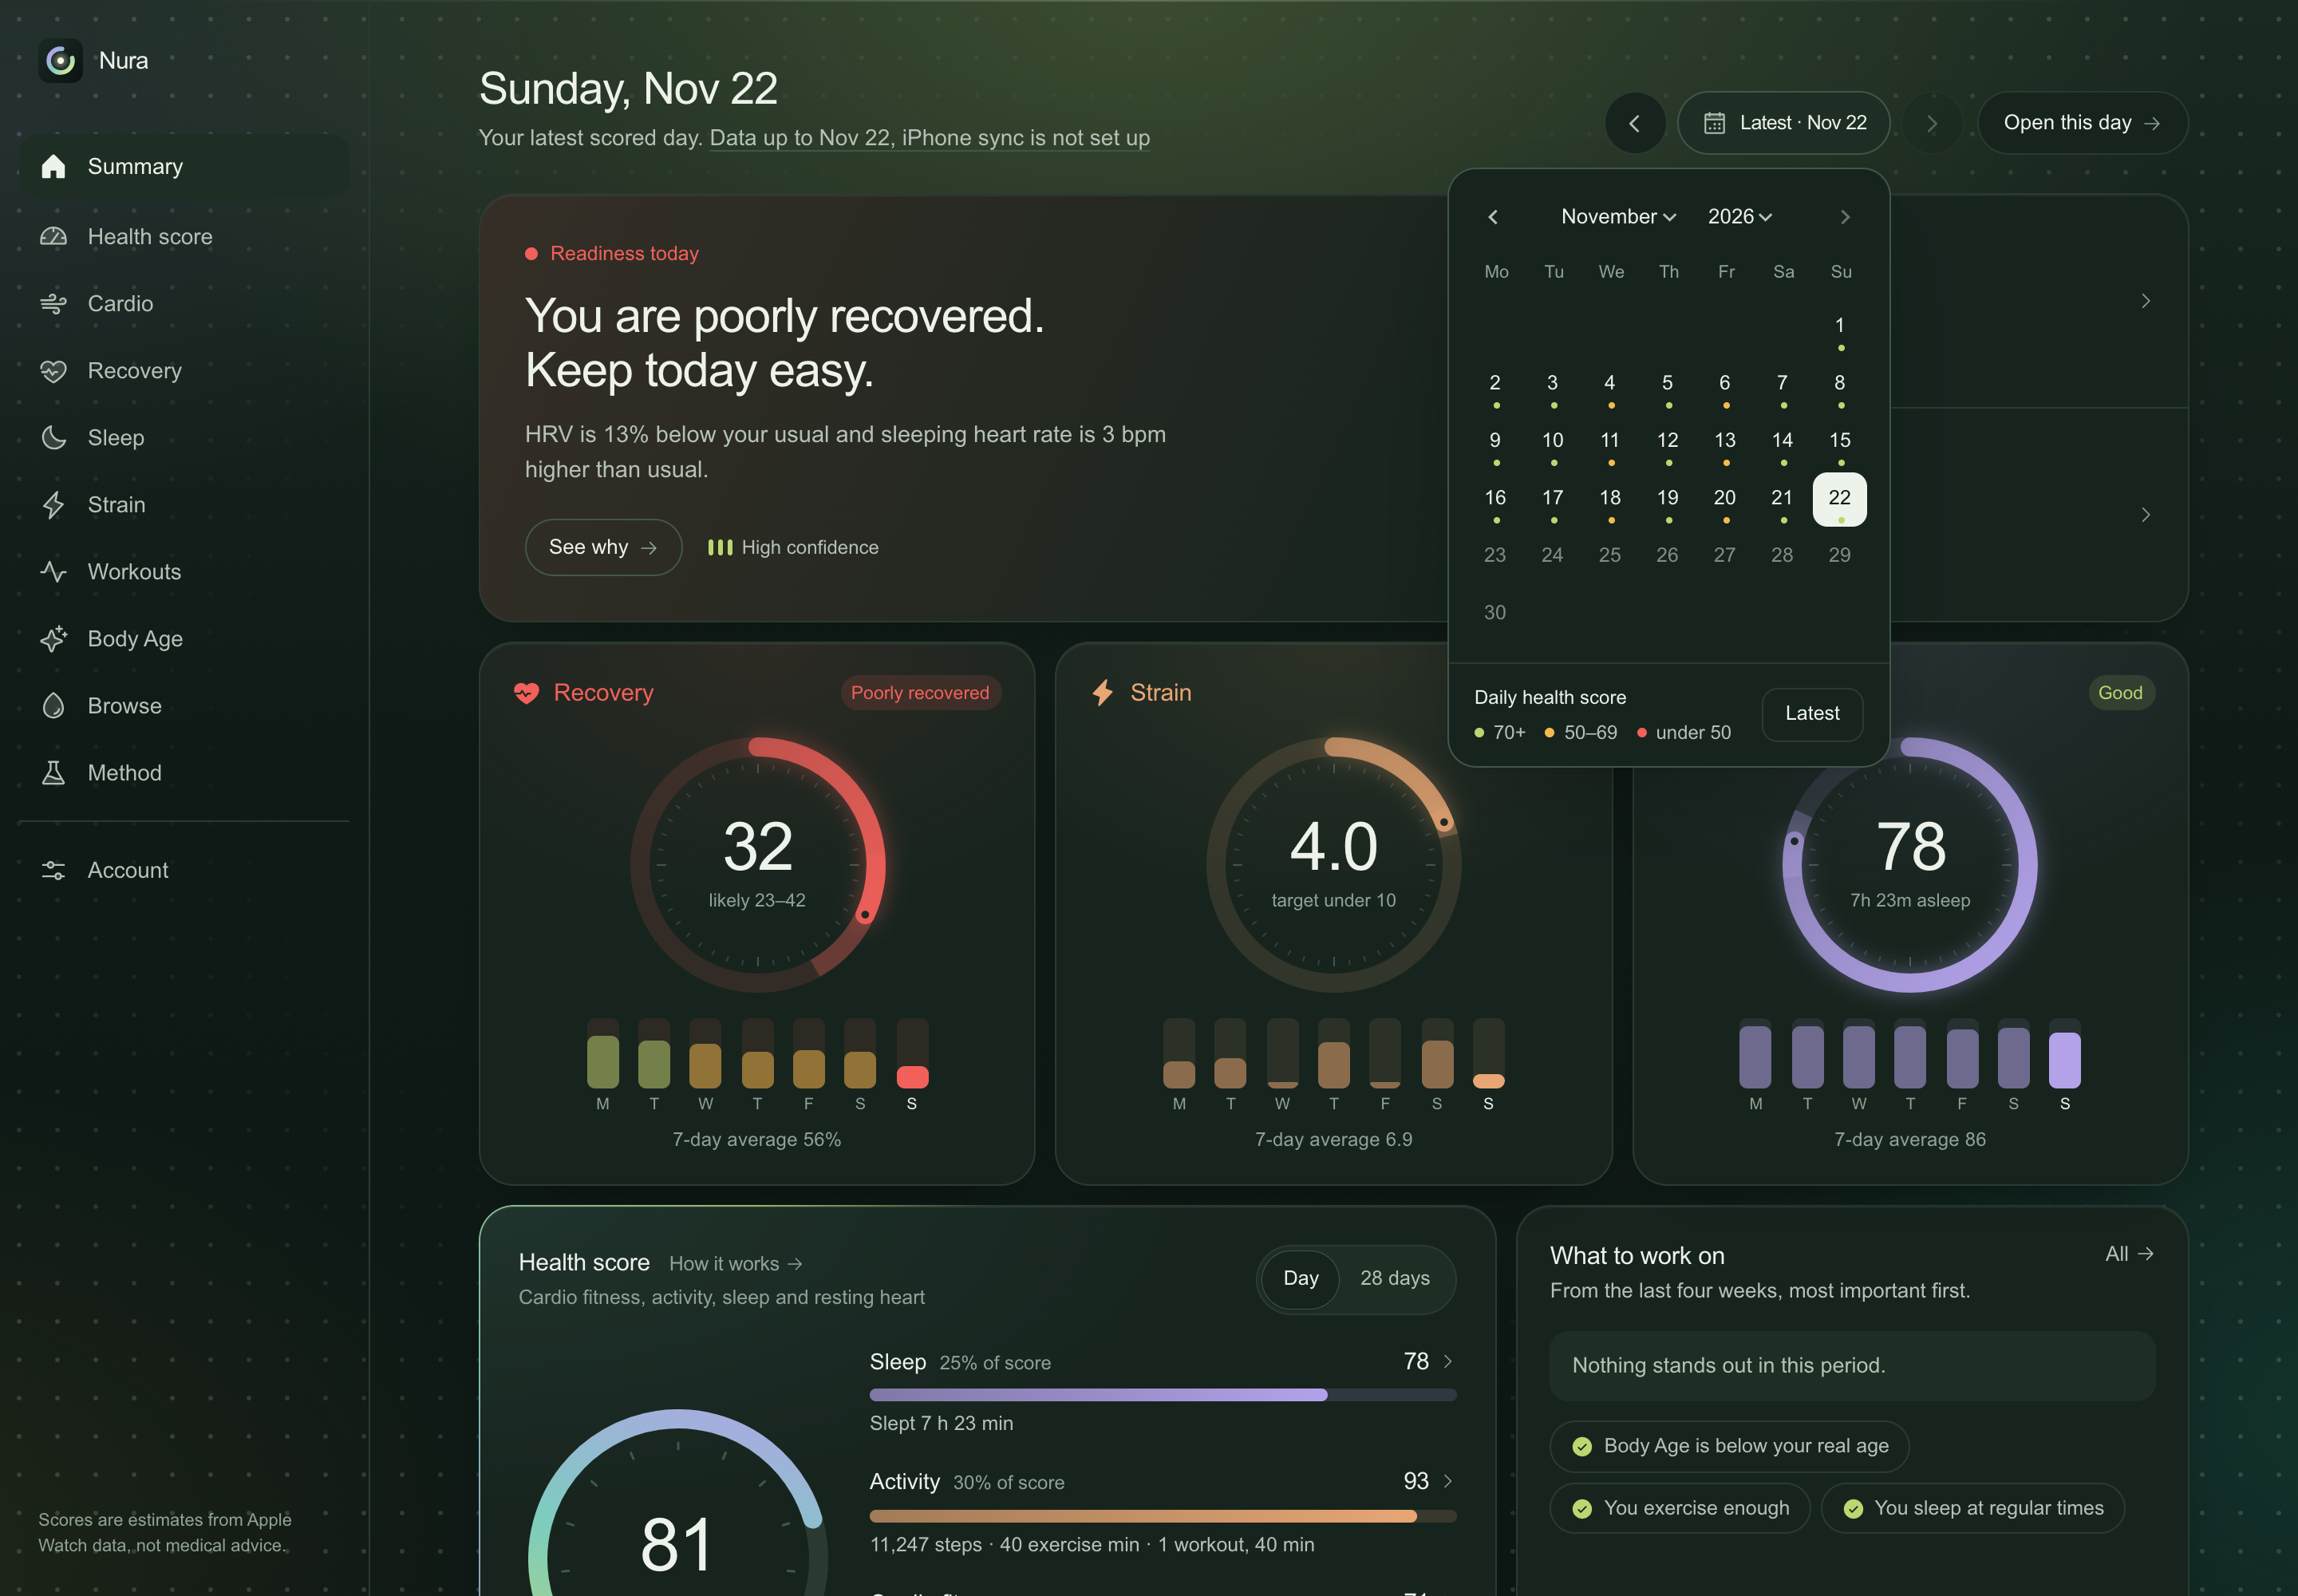 Nura
Summary
Health score
Cardio
Recovery
Sleep
Strain
Workouts
Body Age
Browse
Method
Account
Scores are estimates from Apple
Watch data, not medical advice.
Sunday, Nov 22
Your latest scored day. Data up to Nov 22, iPhone sync is not set up
Latest · Nov 22
Open this day →
Readiness today
You are poorly recovered.
Keep today easy.
HRV is 13% below your usual and sleeping heart rate is 3 bpm
higher than usual.
See why →
High confidence
November 2026
Mo Tu We Th Fr Sa Su
1
2 3 4 5 6 7 8
9 10 11 12 13 14 15
16 17 18 19 20 21 22
23 24 25 26 27 28 29
30
Daily health score
70+ 50–69 under 50
Latest
Recovery
Poorly recovered
32
likely 23–42
M T W T F S S
7-day average 56%
Strain
4.0
target under 10
M T W T F S S
7-day average 6.9
Good
78
7h 23m asleep
M T W T F S S
7-day average 86
Health score How it works →
Cardio fitness, activity, sleep and resting heart
Day 28 days
81
Sleep 25% of score 78
Slept 7 h 23 min
Activity 30% of score 93
11,247 steps · 40 exercise min · 1 workout, 40 min
What to work on
All →
From the last four weeks, most important first.
Nothing stands out in this period.
Body Age is below your real age
You exercise enough
You sleep at regular times